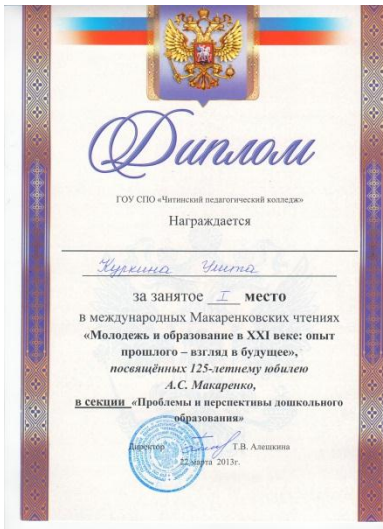 Диплом
ГОУ СПО «Читинский педагогический колледж»
Награждается
Куркина
за занятое I место
в международных Макаренковских чтениях
«Молодежь и образование в XXI веке: опыт
прошлого – взгляд в будущее»,
посвящённых 125-летнему юбилею
А.С. Макаренко,
в секции «Проблемы и перспективы дошкольного
образования»
Директор Т.В. Алешкина
22 марта 2013г.